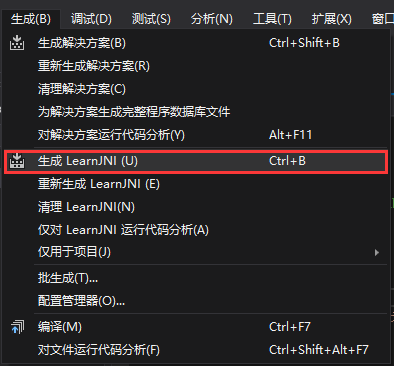 生成(B) 调试(D) 测试(S) 分析(N) 工具(T) 扩展(X) 窗
生成解决方案(B) Ctrl+Shift+B
重新生成解决方案(R)
清理解决方案(C)
为解决方案生成完整程序数据库文件
对解决方案运行代码分析(Y) Alt+F11
生成 LearnJNI (U) Ctrl+B
重新生成 LearnJNI (E)
清理 LearnJNI(N)
仅对 LearnJNI 运行代码分析(A)
仅用于项目(J)
批生成(T)...
配置管理器(O)...
编译(M) Ctrl+F7
对文件运行代码分析(F) Ctrl+Shift+Alt+F7